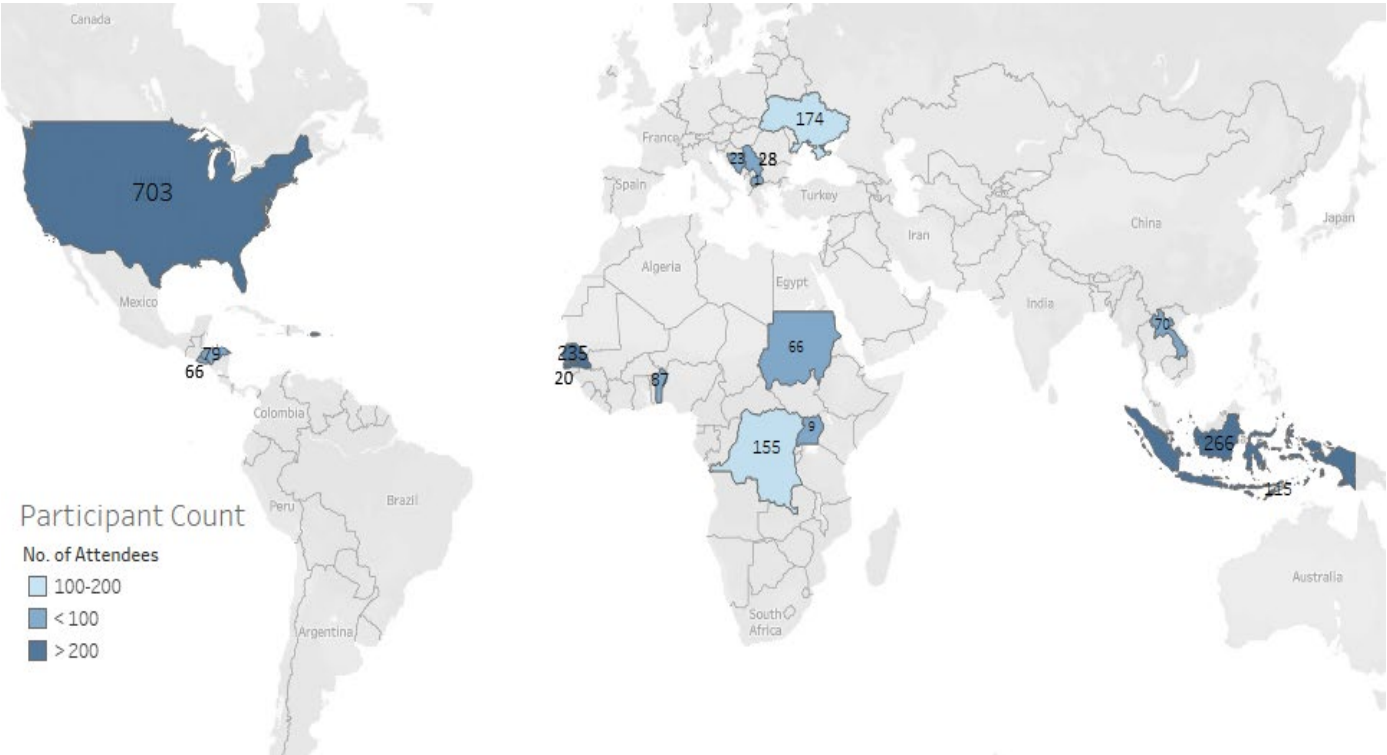 Canada
703
Mexico
79
66
Colombia
Peru
Brazil
Argentina
France
Spain
174
23
28
1
Turkey
Iran
China
Japan
Algeria
Egypt
India
235
20
87
66
9
155
South
Africa
70
266
115
Australia
Participant Count
No. of Attendees
100-200
< 100
> 200